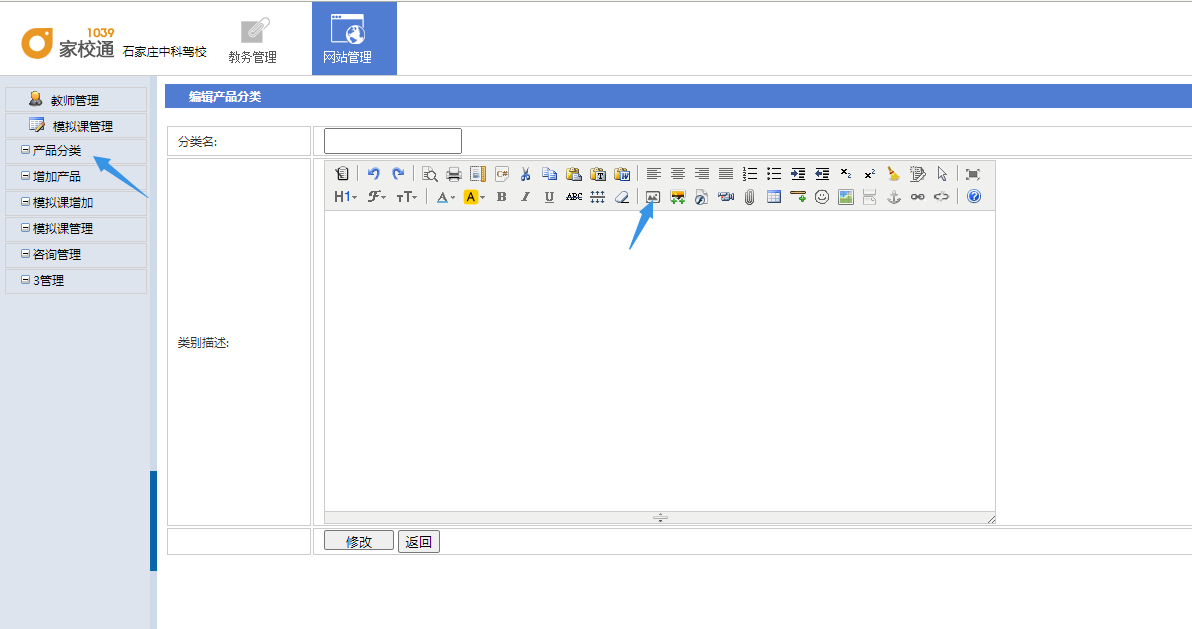 1039
家校通 石家庄中科驾校
教务管理
网站管理
教师管理
模拟课管理
产品分类
增加产品
模拟课增加
模拟课管理
咨询管理
3管理
编辑产品分类
分类名:
H1 F тT A A B I U ABC
类别描述:
修改 返回